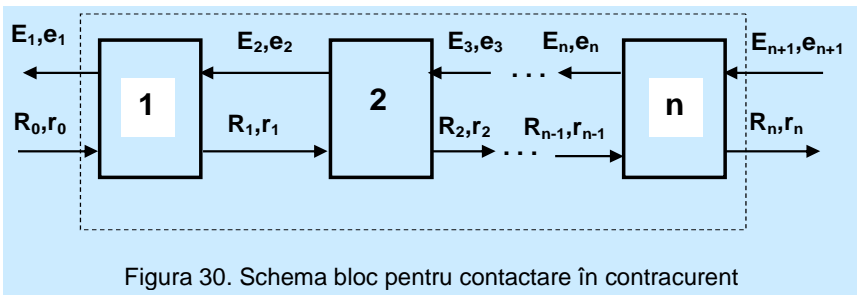 E₁,e₁ E₂,e₂ E₃,e₃ Eₙ,eₙ Eₙ₊₁,eₙ₊₁
. . .
1 2 n
R₀,r₀ R₁,r₁ R₂,r₂ Rₙ₋₁,rₙ₋₁ Rₙ,rₙ
. . .
Figura 30. Schema bloc pentru contactare în contracurent